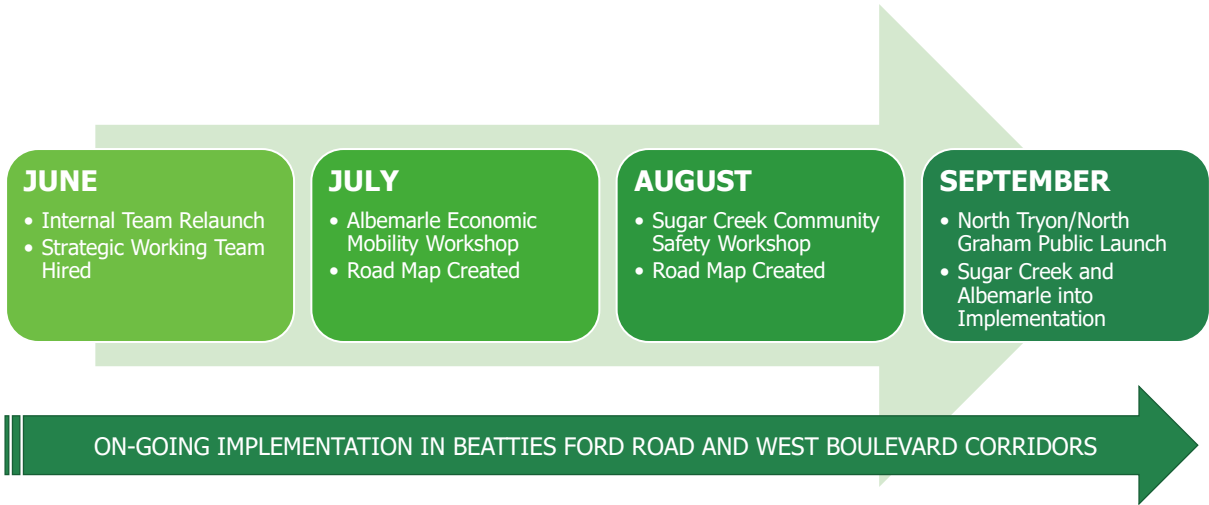 JUNE
• Internal Team Relaunch
• Strategic Working Team
Hired
JULY
• Albemarle Economic
Mobility Workshop
• Road Map Created
AUGUST
• Sugar Creek Community
Safety Workshop
• Road Map Created
SEPTEMBER
• North Tryon/North
Graham Public Launch
• Sugar Creek and
Albemarle into
Implementation
ON-GOING IMPLEMENTATION IN BEATTIES FORD ROAD AND WEST BOULEVARD CORRIDORS